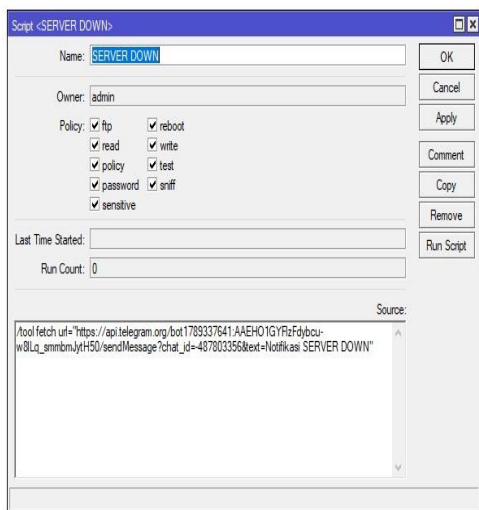 Script <SERVER DOWN>
Name: SERVER DOWN
OK
Cancel
Apply
Comment
Copy
Remove
Run Script
Owner: admin
Policy: ftp reboot
read write
policy test
password sniff
sensitive
Last Time Started:
Run Count: 0
Source:
/tool fetch url="https://api.telegram.org/bot1789337641:AAEHO1GYFlzFdybcu-
w8lLq_smmbmJytH50/sendMessage?chat_id=-487803356&text=Notifikasi SERVER DOWN"